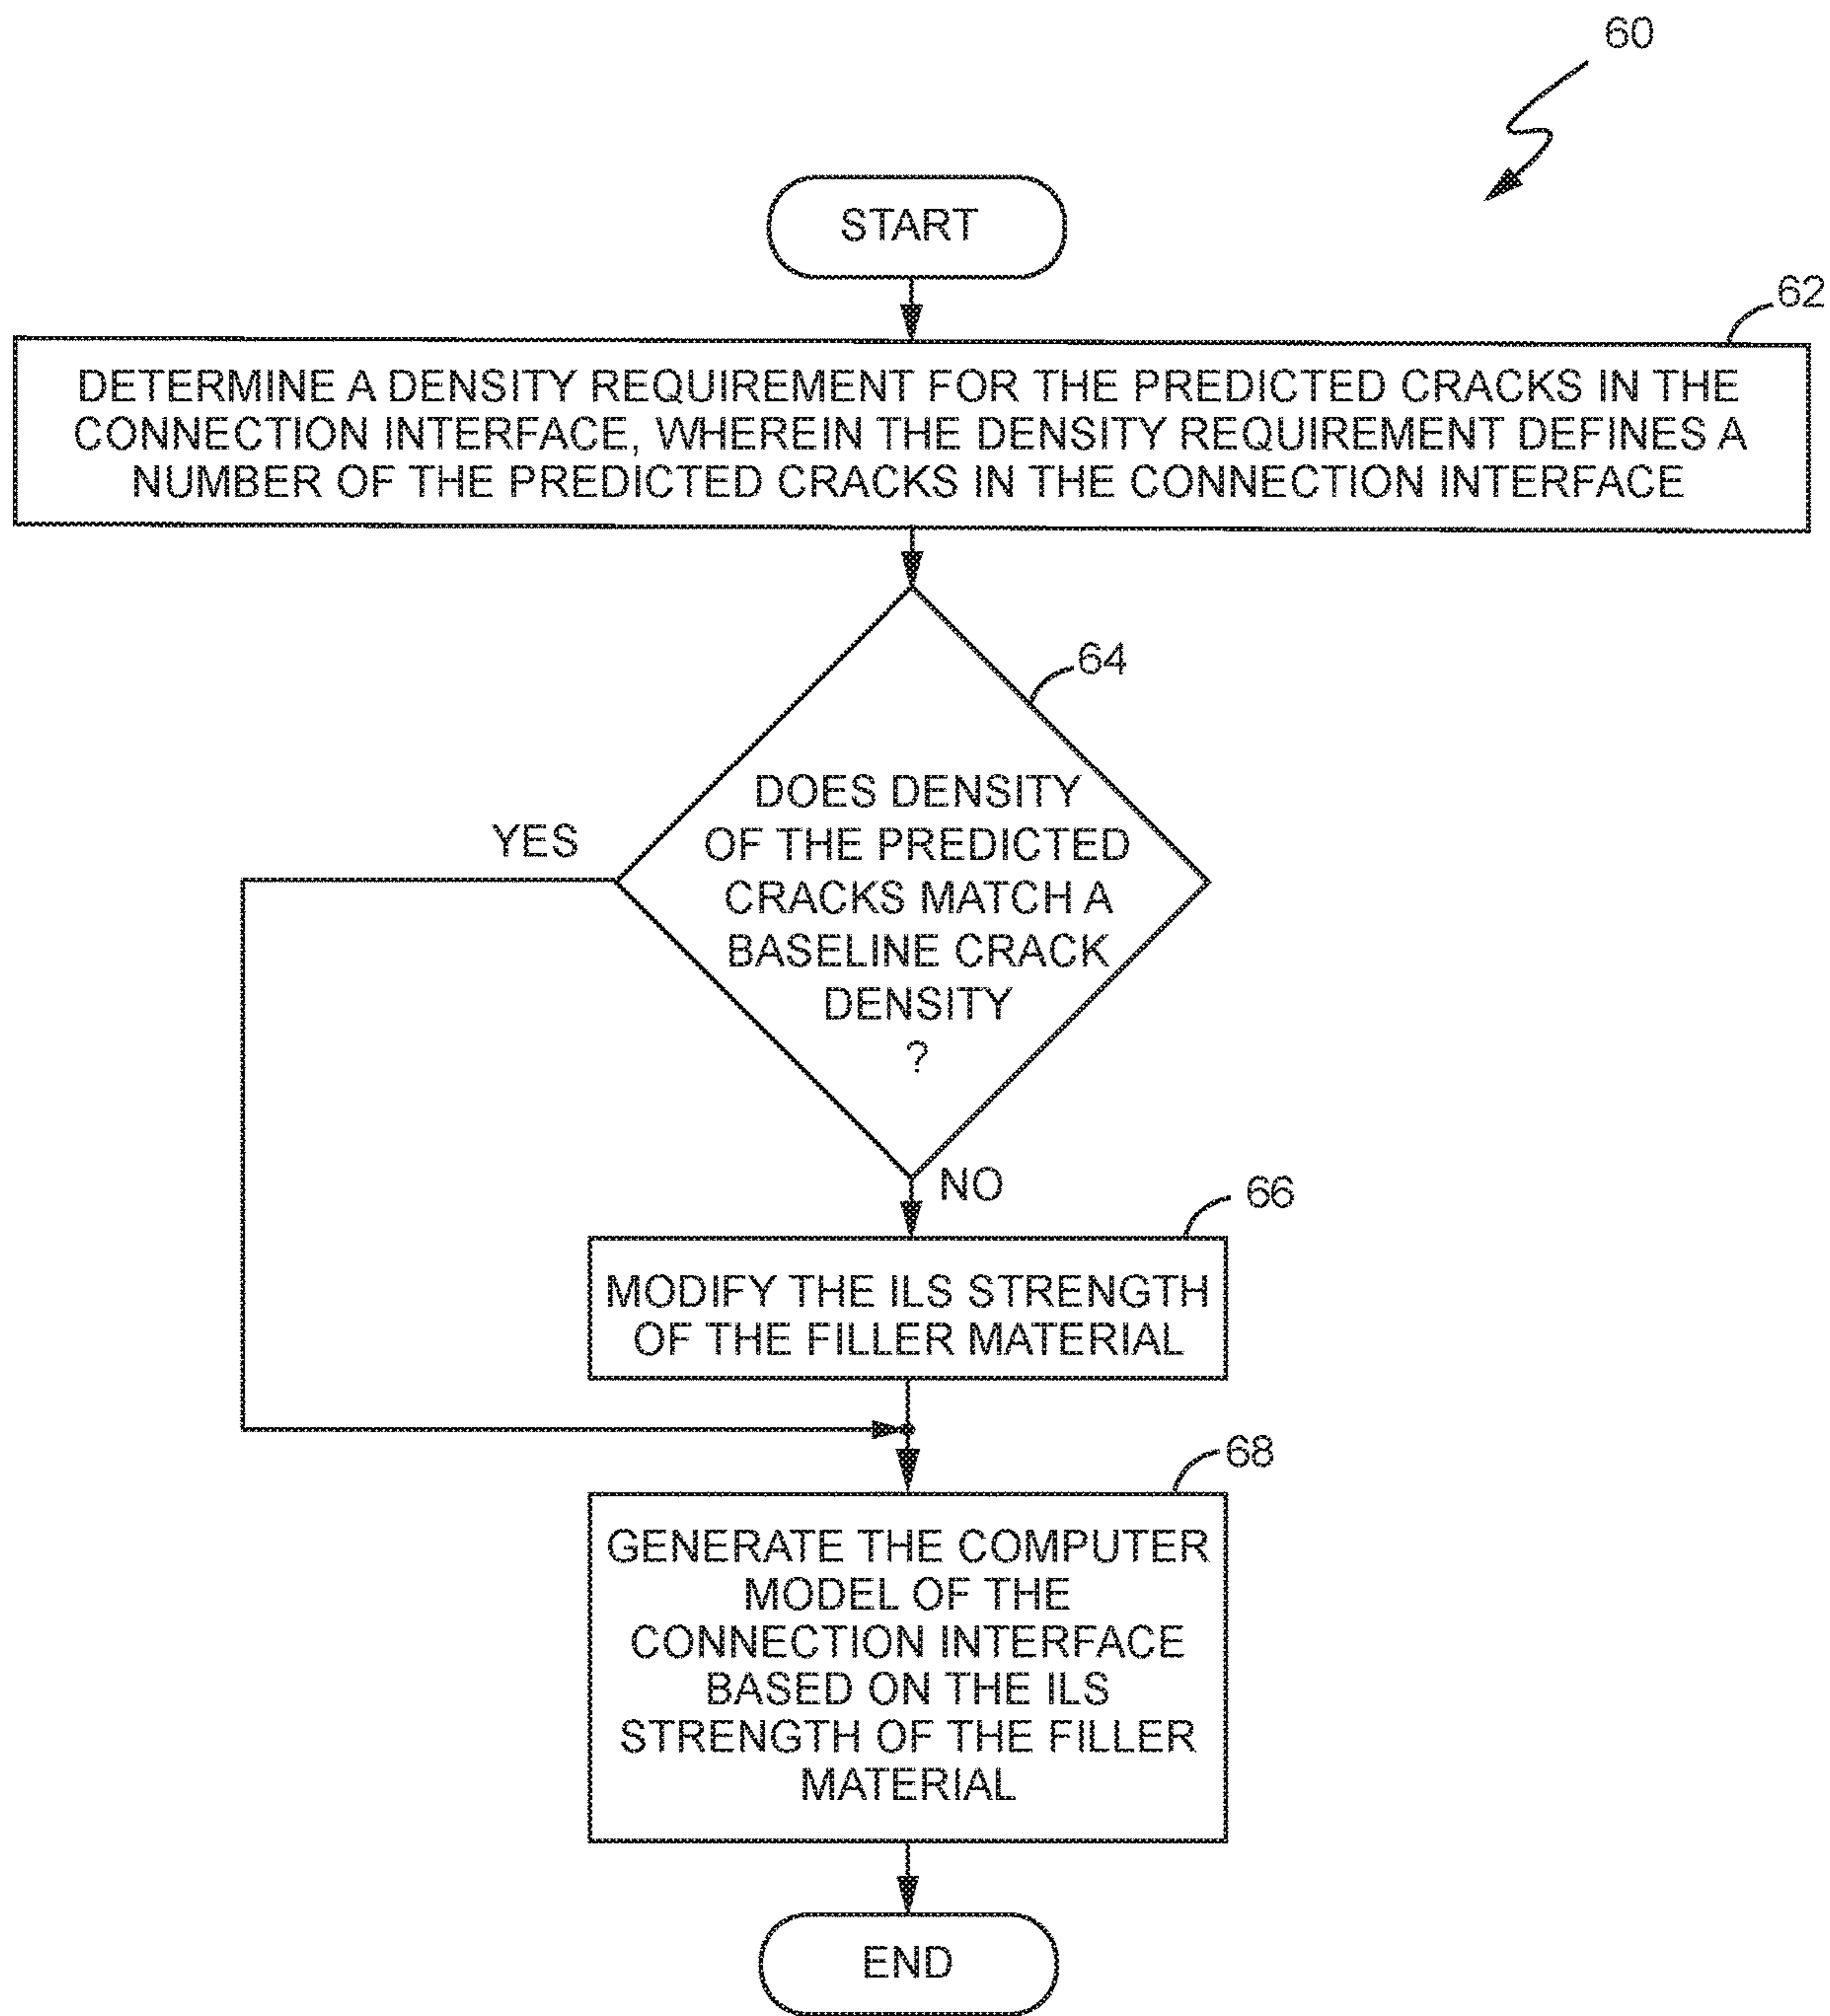 60
START
62
DETERMINE A DENSITY REQUIREMENT FOR THE PREDICTED CRACKS IN THE
CONNECTION INTERFACE, WHEREIN THE DENSITY REQUIREMENT DEFINES A
NUMBER OF THE PREDICTED CRACKS IN THE CONNECTION INTERFACE
64
DOES DENSITY
OF THE PREDICTED
CRACKS MATCH A
BASELINE CRACK
DENSITY
?
YES
NO
66
MODIFY THE ILS STRENGTH
OF THE FILLER MATERIAL
68
GENERATE THE COMPUTER
MODEL OF THE
CONNECTION INTERFACE
BASED ON THE ILS
STRENGTH OF THE FILLER
MATERIAL
END